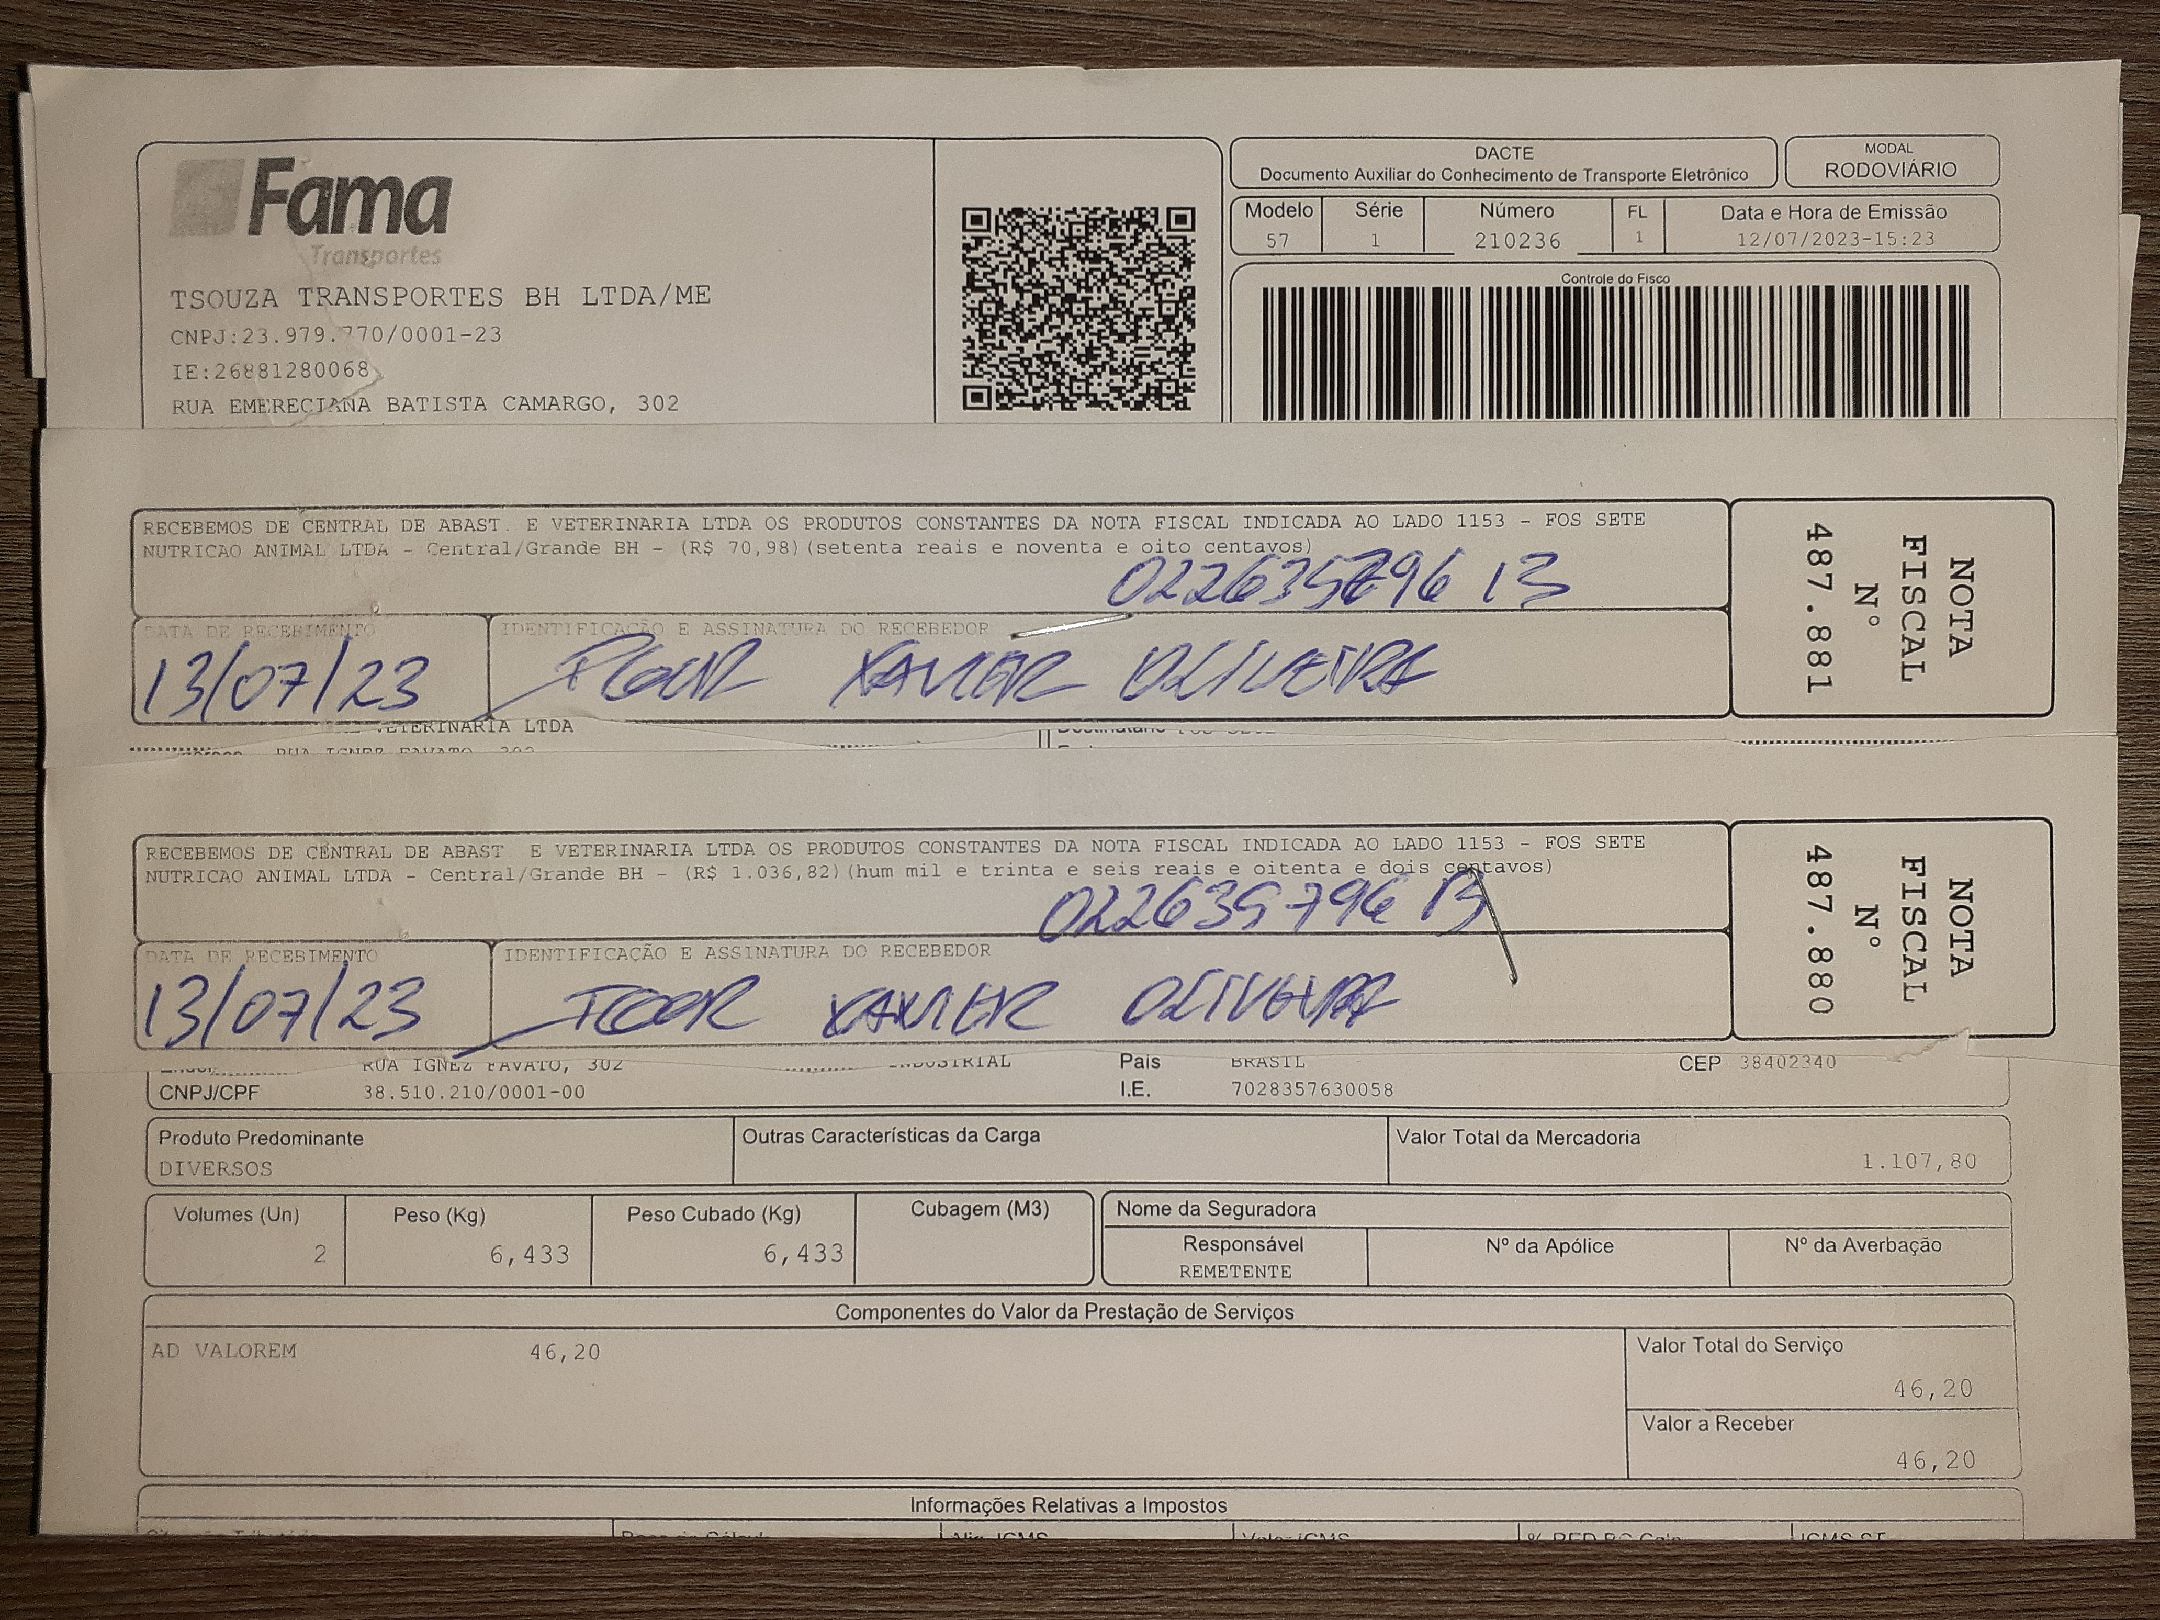 Fama
Transportes
TSOUZA TRANSPORTES BH LTDA/ME
CNPJ:23.979.770/0001-23
IE:26881280068
RUA EMERECIANA BATISTA CAMARGO, 302
DACTE
Documento Auxiliar do Conhecimento de Transporte Eletrônico
MODAL
RODOVIÁRIO
Modelo Série Número FL Data e Hora de Emissão
57 1 210236 1 12/07/2023-15:23
Controle do Fisco
RECEBEMOS DE CENTRAL DE ABAST. E VETERINARIA LTDA OS PRODUTOS CONSTANTES DA NOTA FISCAL INDICADA AO LADO 1153 - FOS SETE
NUTRICAO ANIMAL LTDA - Central/Grande BH - (R$ 70,98)(setenta reais e noventa e oito centavos)
02263579613
DATA DE RECEBIMENTO IDENTIFICAÇÃO E ASSINATURA DO RECEBEDOR
13/07/23 XAVIER OLIVEIRA
NOTA
FISCAL
N°
487.881
VETERINARIA LTDA
RUA IGNEZ FAVATO, 302
RECEBEMOS DE CENTRAL DE ABAST E VETERINARIA LTDA OS PRODUTOS CONSTANTES DA NOTA FISCAL INDICADA AO LADO 1153 - FOS SETE
NUTRICAO ANIMAL LTDA - Central/Grande BH - (R$ 1.036,82)(hum mil e trinta e seis reais e oitenta e dois centavos)
02263579613
DATA DE RECEBIMENTO IDENTIFICAÇÃO E ASSINATURA DO RECEBEDOR
13/07/23 XAVIER OLIVEIRA
NOTA
FISCAL
N°
487.880
RUA IGNEZ FAVATO, 302 País BRASIL CEP 38402340
CNPJ/CPF 38.510.210/0001-00 I.E. 7028357630058
Produto Predominante Outras Características da Carga Valor Total da Mercadoria
DIVERSOS 1.107,80
Volumes (Un) Peso (Kg) Peso Cubado (Kg) Cubagem (M3) Nome da Seguradora
2 6,433 6,433
Responsável Nº da Apólice Nº da Averbação
REMETENTE
Componentes do Valor da Prestação de Serviços
AD VALOREM 46,20
Valor Total do Serviço
46,20
Valor a Receber
46,20
Informações Relativas a Impostos